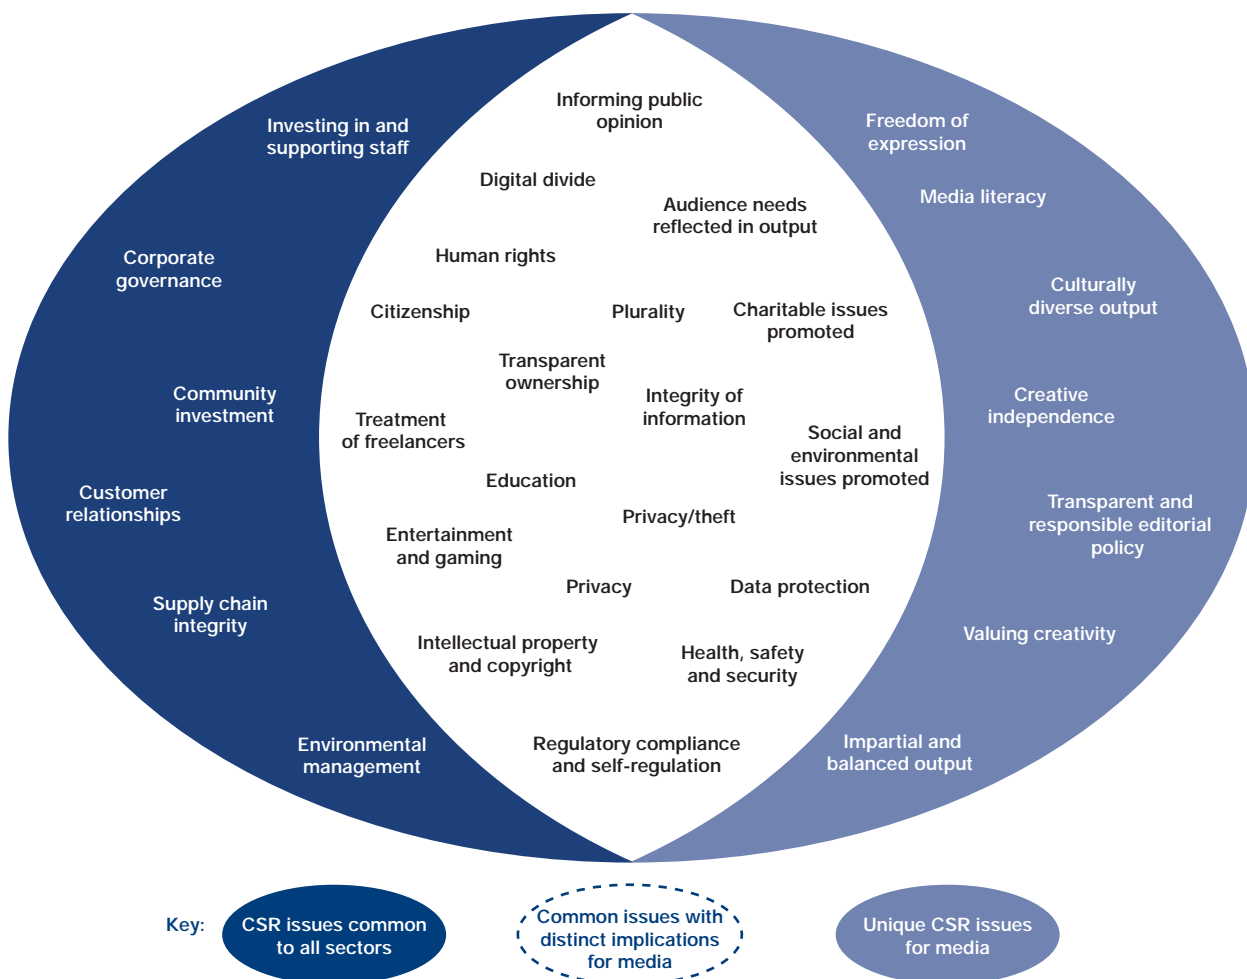 Informing public
opinion
Investing in and
supporting staff
Freedom of
expression
Digital divide
Media literacy
Audience needs
reflected in output
Human rights
Corporate
governance
Culturally
diverse output
Citizenship
Plurality
Charitable issues
promoted
Transparent
ownership
Community
investment
Integrity of
information
Creative
independence
Treatment
of freelancers
Social and
environmental
issues promoted
Education
Customer
relationships
Transparent and
responsible editorial
policy
Privacy/theft
Entertainment
and gaming
Privacy
Data protection
Supply chain
integrity
Valuing creativity
Intellectual property
and copyright
Health, safety
and security
Environmental
management
Regulatory compliance
and self-regulation
Impartial and
balanced output
Key:
CSR issues common
to all sectors
Common issues with
distinct implications
for media
Unique CSR issues
for media